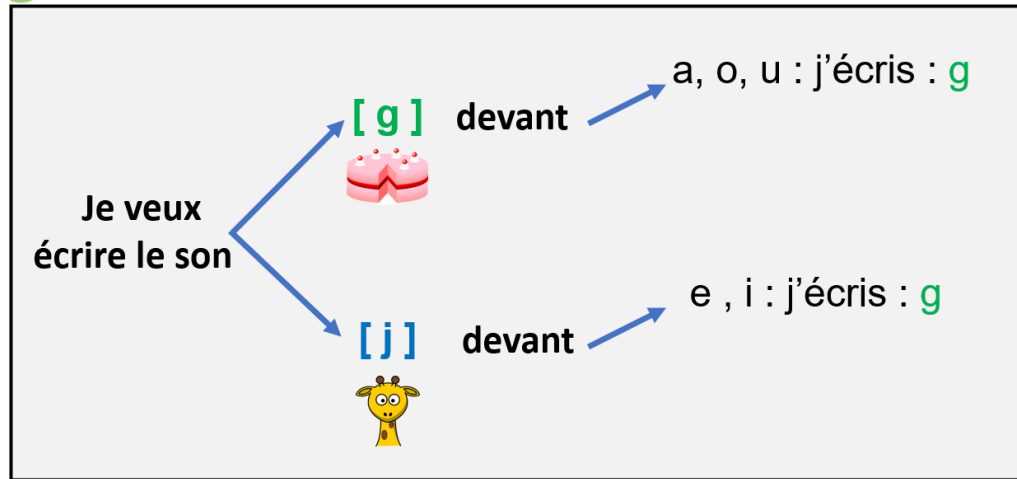 a, o, u : j'écris : g
[ g ] devant
Je veux
écrire le son
e , i : j'écris : g
[ j ] devant